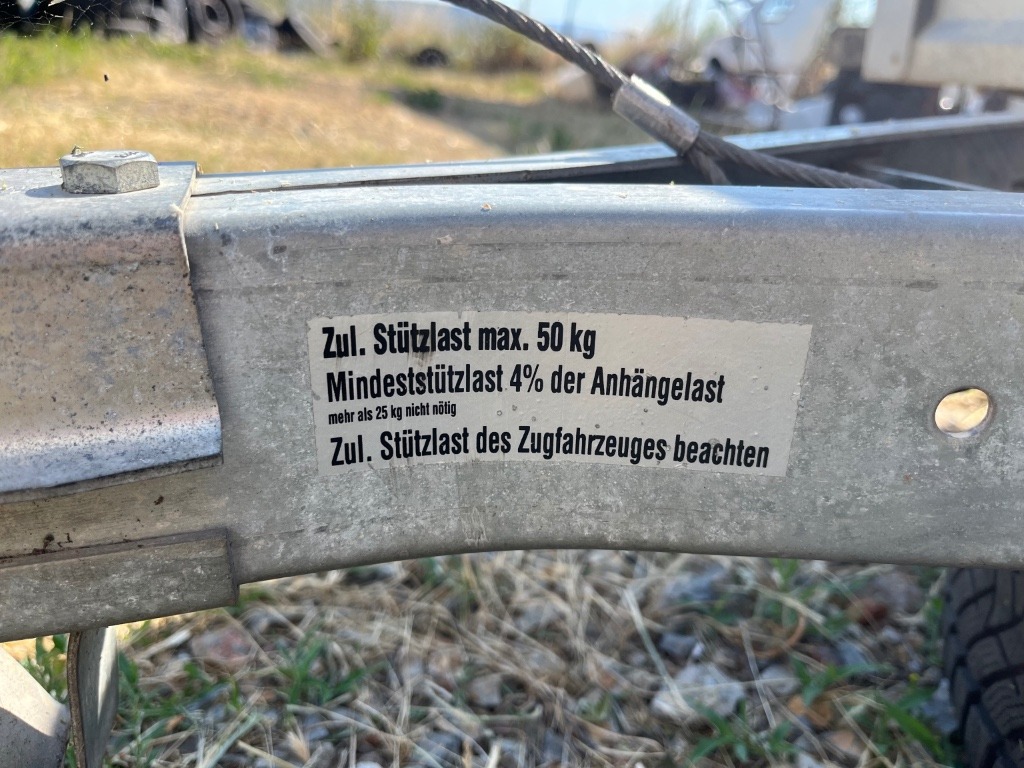 Zul. Stützlast max. 50 kg
Mindeststützlast 4% der Anhängelast
mehr als 25 kg nicht nötig
Zul. Stützlast des Zugfahrzeuges beachten